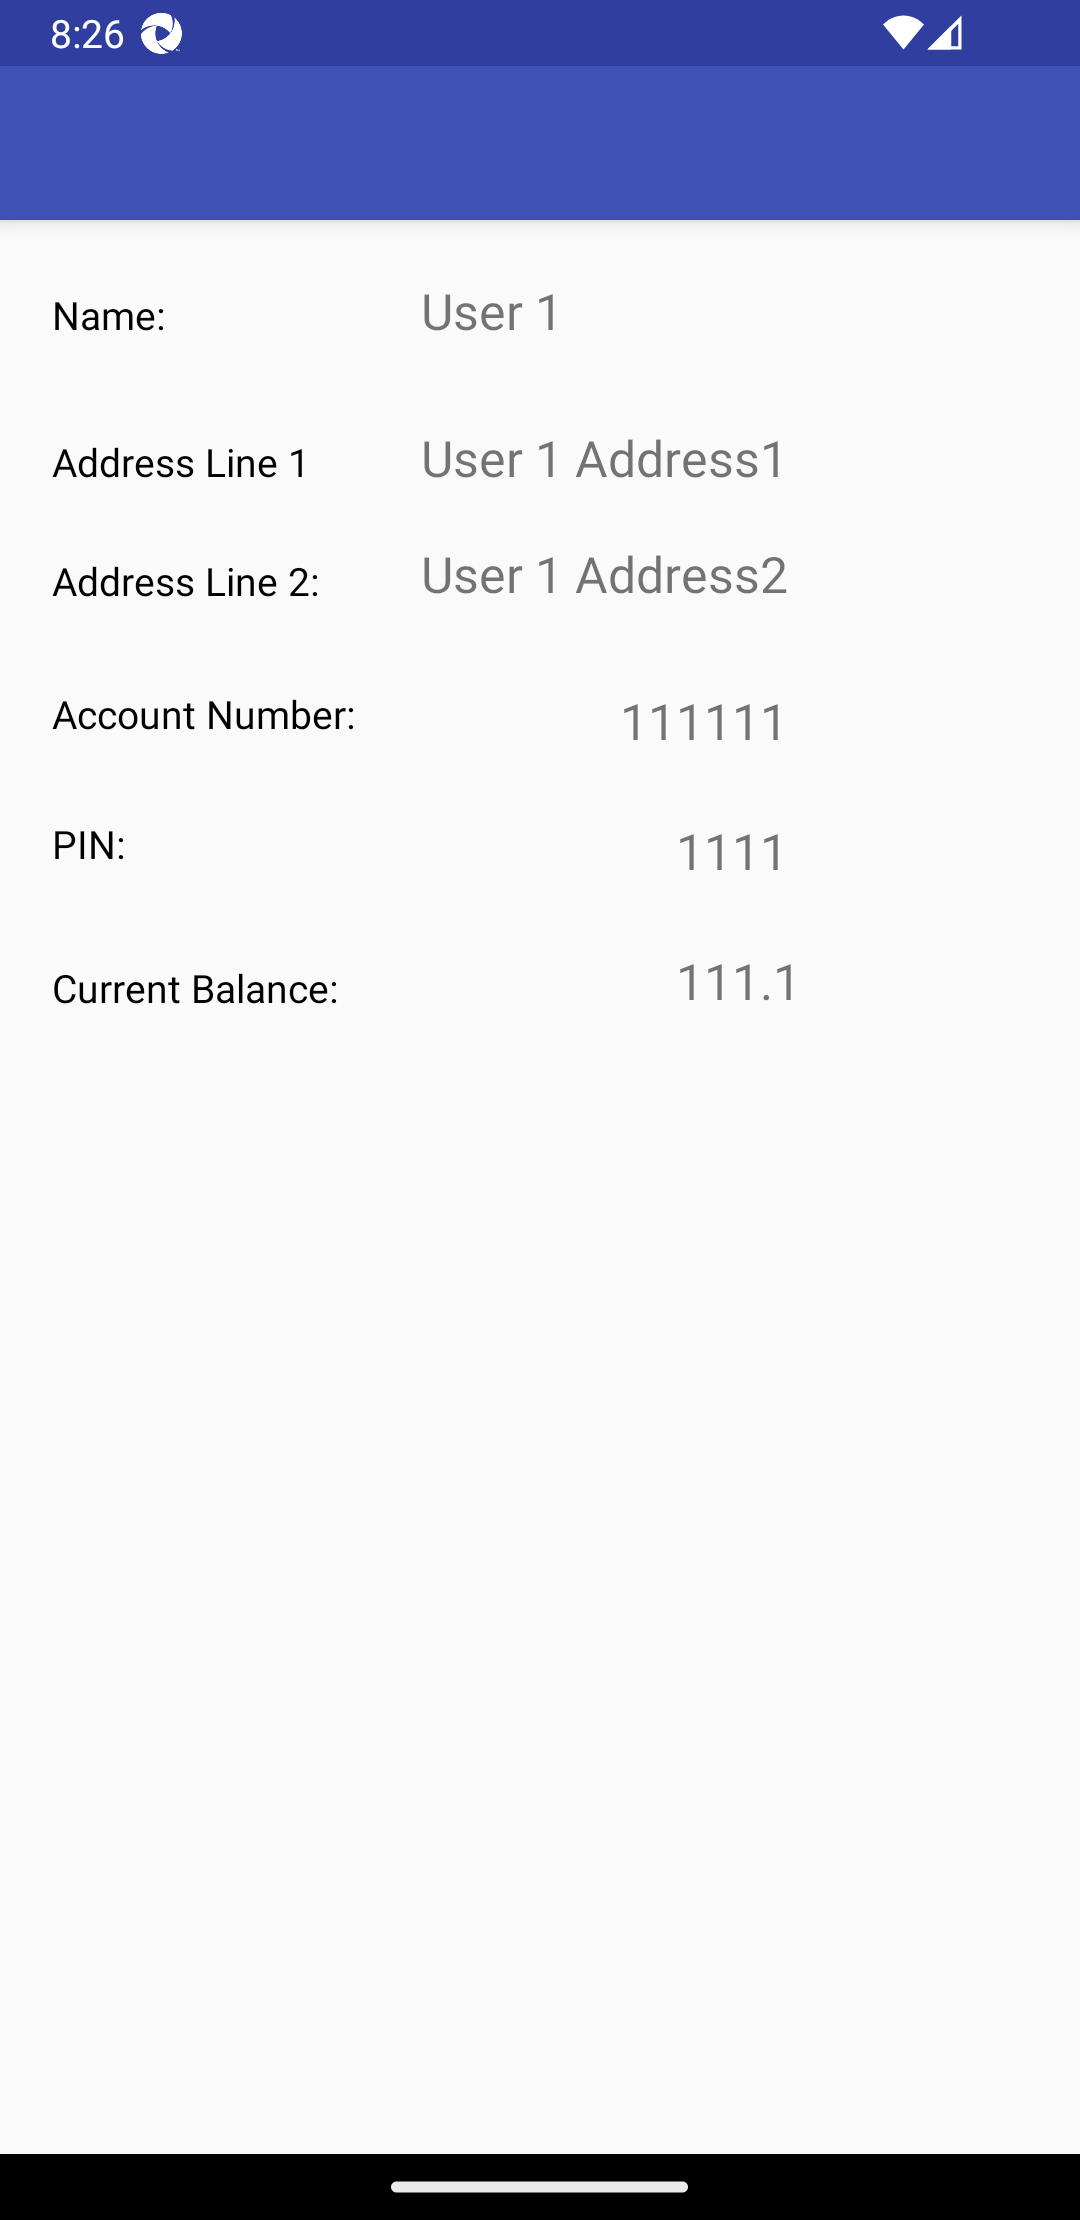 8:26
Name: User 1
Address Line 1 User 1 Address1
Address Line 2: User 1 Address2
Account Number: 111111
PIN: 1111
Current Balance: 111.1